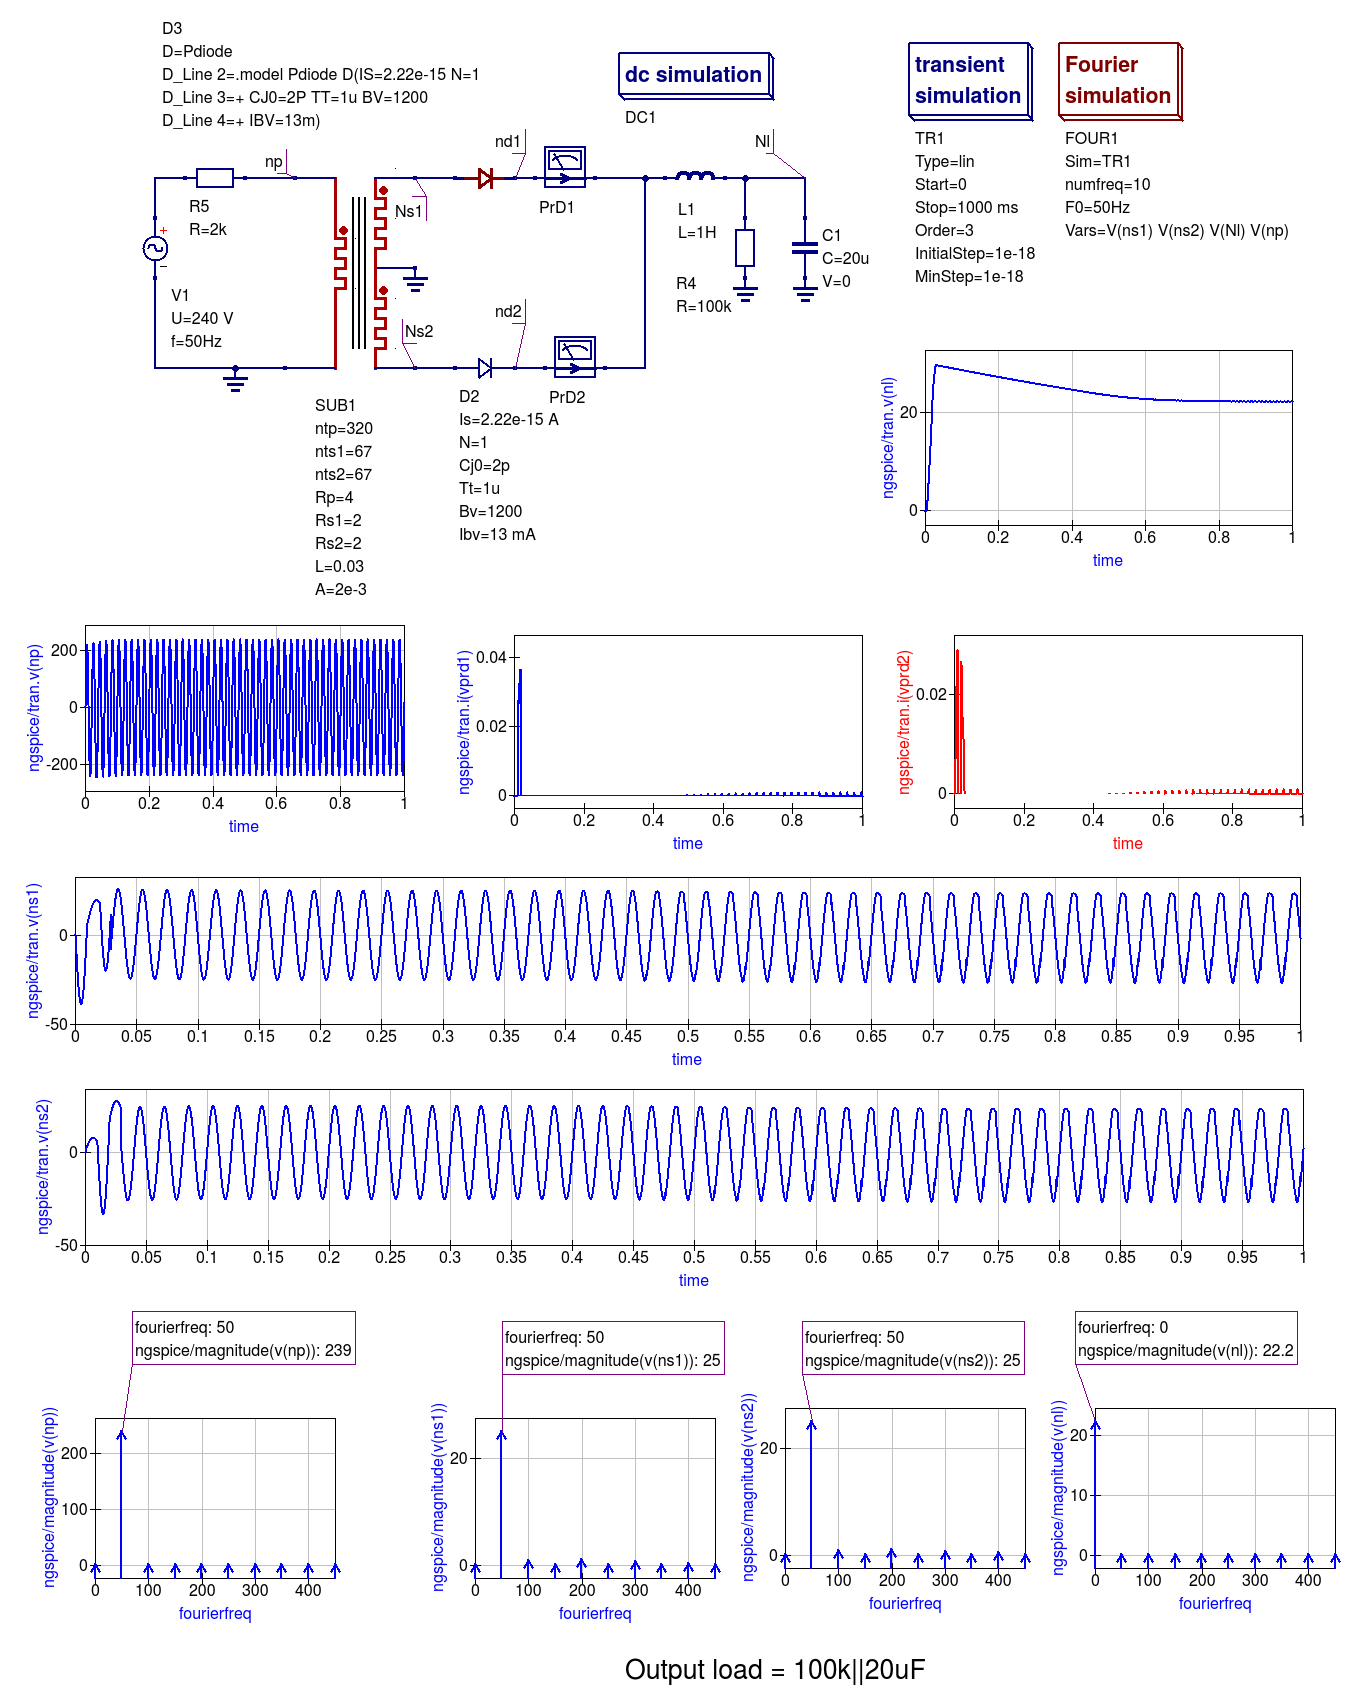 D3
D=Pdiode
D_Line 2=.model Pdiode D(IS=2.22e-15 N=1
D_Line 3=+ CJ0=2P TT=1u BV=1200
D_Line 4=+ IBV=13m)
dc simulation
DC1
transient
simulation
TR1
Type=lin
Start=0
Stop=1000 ms
Order=3
InitialStep=1e-18
MinStep=1e-18
Fourier
simulation
FOUR1
Sim=TR1
numfreq=10
F0=50Hz
Vars=V(ns1) V(ns2) V(Nl) V(np)
np
nd1
Nl
R5
R=2k
Ns1
PrD1
L1
L=1H
C1
C=20u
V=0
R4
R=100k
V1
U=240 V
f=50Hz
Ns2
nd2
PrD2
SUB1
ntp=320
nts1=67
nts2=67
Rp=4
Rs1=2
Rs2=2
L=0.03
A=2e-3
D2
Is=2.22e-15 A
N=1
Cj0=2p
Tt=1u
Bv=1200
Ibv=13 mA
ngspice/tran.v(nl)
20
0
0 0.2 0.4 0.6 0.8 1
time
ngspice/tran.v(np)
200
0
-200
0 0.2 0.4 0.6 0.8 1
time
ngspice/tran.i(vprd1)
0.04
0.02
0
0 0.2 0.4 0.6 0.8 1
time
ngspice/tran.i(vprd2)
0.02
0
0 0.2 0.4 0.6 0.8 1
time
ngspice/tran.v(ns1)
0
-50
0 0.05 0.1 0.15 0.2 0.25 0.3 0.35 0.4 0.45 0.5 0.55 0.6 0.65 0.7 0.75 0.8 0.85 0.9 0.95 1
time
ngspice/tran.v(ns2)
0
-50
0 0.05 0.1 0.15 0.2 0.25 0.3 0.35 0.4 0.45 0.5 0.55 0.6 0.65 0.7 0.75 0.8 0.85 0.9 0.95 1
time
fourierfreq: 50
ngspice/magnitude(v(np)): 239
ngspice/magnitude(v(np))
200
100
0
0 100 200 300 400
fourierfreq
fourierfreq: 50
ngspice/magnitude(v(ns1)): 25
ngspice/magnitude(v(ns1))
20
0
0 100 200 300 400
fourierfreq
fourierfreq: 50
ngspice/magnitude(v(ns2)): 25
ngspice/magnitude(v(ns2))
20
0
0 100 200 300 400
fourierfreq
fourierfreq: 0
ngspice/magnitude(v(nl)): 22.2
ngspice/magnitude(v(nl))
20
10
0
0 100 200 300 400
fourierfreq
Output load = 100k||20uF